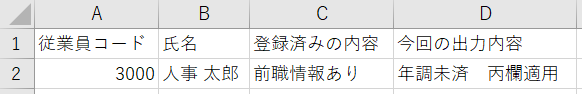 A B C D
1 従業員コード 氏名 登録済みの内容 今回の出力内容
2 3000 人事 太郎 前職情報あり 年調未済　丙欄適用